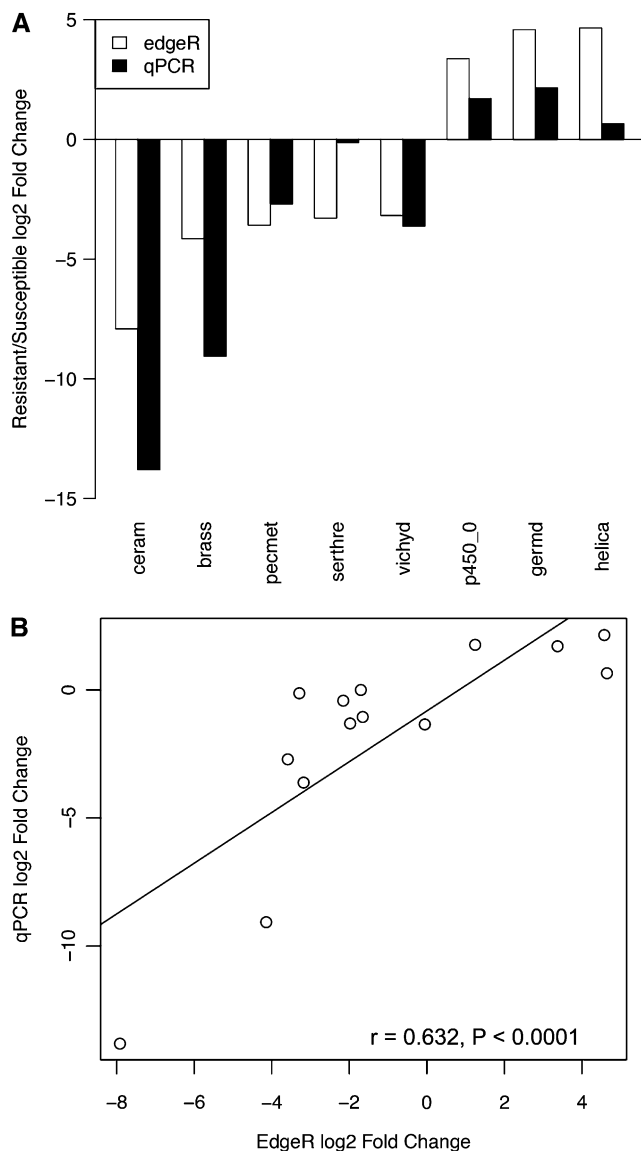 A
edgeR
qPCR
Resistant/Susceptible log2 Fold Change
5
0
−5
−10
−15
ceram
brass
pecmet
serthre
vichyd
p450_0
germd
helica
B
qPCR log2 Fold Change
0
−5
−10
r = 0.632, P < 0.0001
−8 −6 −4 −2 0 2 4
EdgeR log2 Fold Change